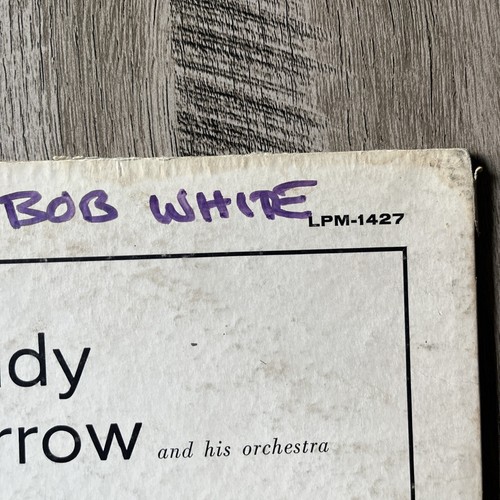 BOB WHITE
LPM-1427
dy
rrow and his orchestra